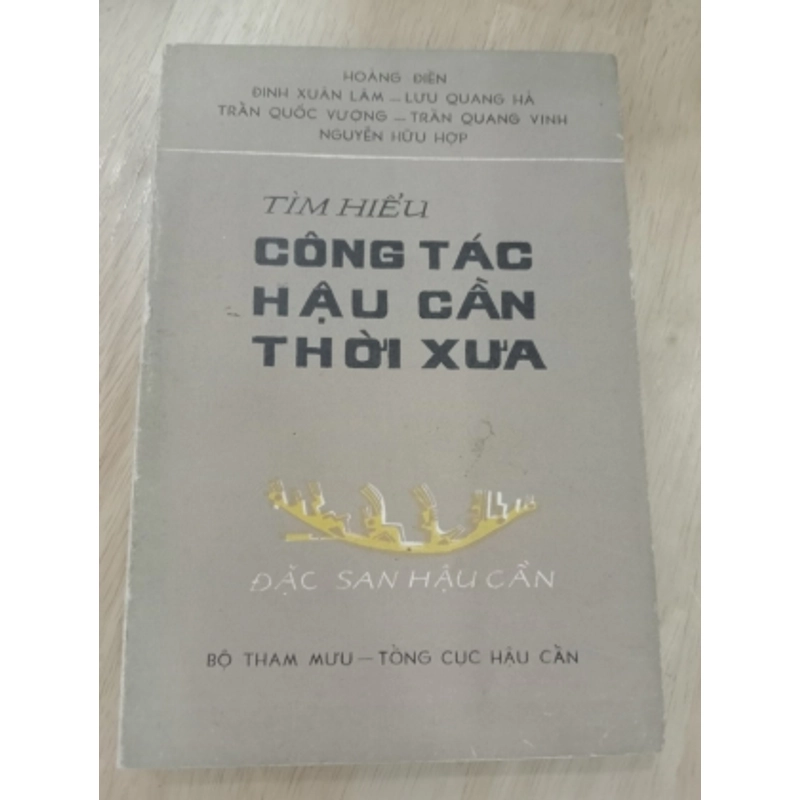 HOÀNG ĐIỀN
ĐINH XUÂN LÂM _ LƯU QUANG HÀ
TRẦN QUỐC VƯỢNG _ TRẦN QUANG VINH
NGUYỄN HỮU HỢP
TÌM HIỂU
CÔNG TÁC
HẬU CẦN
THỜI XƯA
ĐẶC SAN HẬU CẦN
BỘ THAM MƯU — TỔNG CỤC HẬU CẦN